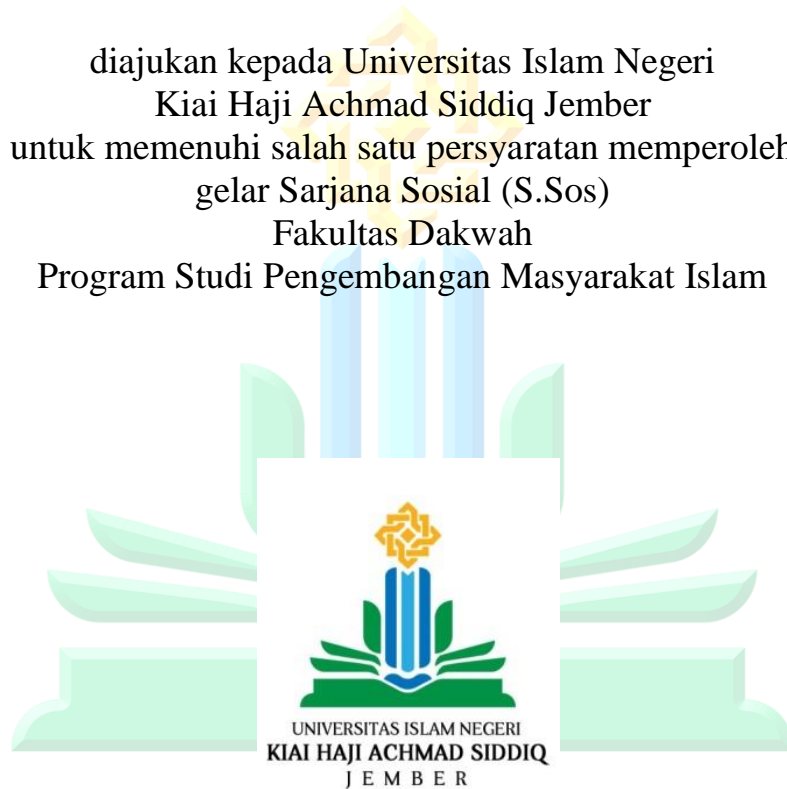 diajukan kepada Universitas Islam Negeri
Kiai Haji Achmad Siddiq Jember
untuk memenuhi salah satu persyaratan memperoleh
gelar Sarjana Sosial (S.Sos)
Fakultas Dakwah
Program Studi Pengembangan Masyarakat Islam
UNIVERSITAS ISLAM NEGERI
KIAI HAJI ACHMAD SIDDIQ
JEMBER